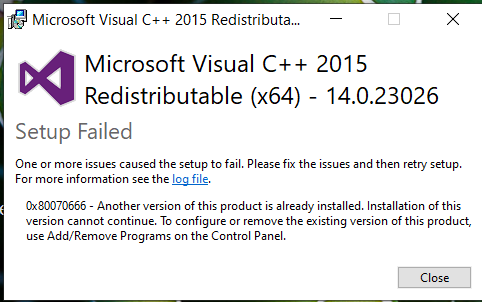 Microsoft Visual C++ 2015 Redistributa...
Microsoft Visual C++ 2015
Redistributable (x64) - 14.0.23026
Setup Failed
One or more issues caused the setup to fail. Please fix the issues and then retry setup.
For more information see the log file.
0x80070666 - Another version of this product is already installed. Installation of this
version cannot continue. To configure or remove the existing version of this product,
use Add/Remove Programs on the Control Panel.
Close